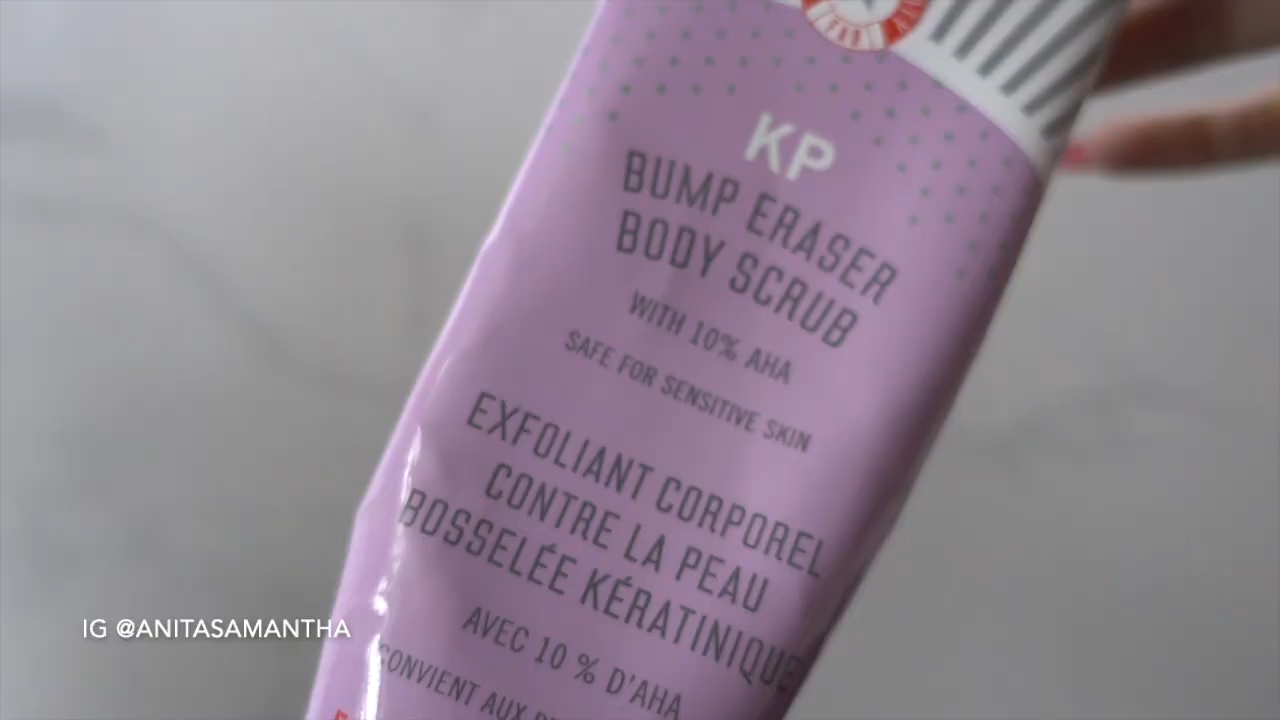 FAB
KP
BUMP ERASER
BODY SCRUB
WITH 10% AHA
SAFE FOR SENSITIVE SKIN
EXFOLIANT CORPOREL
CONTRE LA PEAU
BOSSELÉE KÉRATINIQUE
AVEC 10 % D'AHA
CONVIENT AUX
IG @ANITASAMANTHA